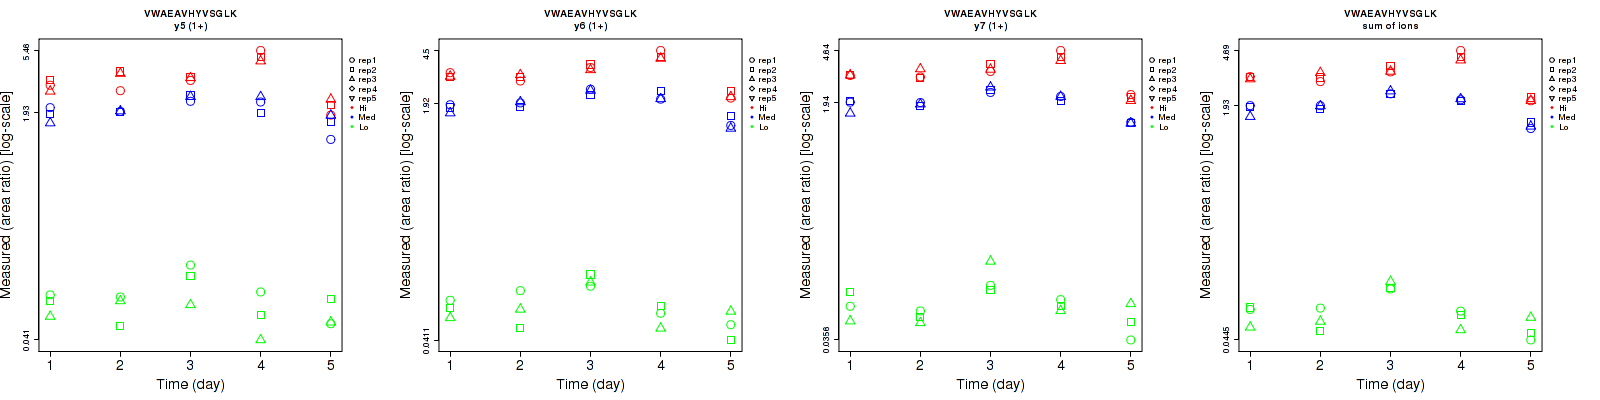 VWAEAVHYVSGLK
y5 (1+)
Measured (area ratio) [log-scale]
5.46
1.93
0.041
1 2 3 4 5
Time (day)
rep1
rep2
rep3
rep4
rep5
Hi
Med
Lo
VWAEAVHYVSGLK
y6 (1+)
Measured (area ratio) [log-scale]
4.5
1.92
0.0411
1 2 3 4 5
Time (day)
rep1
rep2
rep3
rep4
rep5
Hi
Med
Lo
VWAEAVHYVSGLK
y7 (1+)
Measured (area ratio) [log-scale]
4.64
1.94
0.0356
1 2 3 4 5
Time (day)
rep1
rep2
rep3
rep4
rep5
Hi
Med
Lo
VWAEAVHYVSGLK
sum of ions
Measured (area ratio) [log-scale]
4.69
1.93
0.0445
1 2 3 4 5
Time (day)
rep1
rep2
rep3
rep4
rep5
Hi
Med
Lo